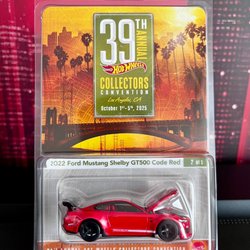 39TH
ANNUAL
Hot Wheels
COLLECTORS
CONVENTION
Los Angeles, CA
October 1st-5th, 2025
2022 Ford Mustang Shelby GT500 Code Red